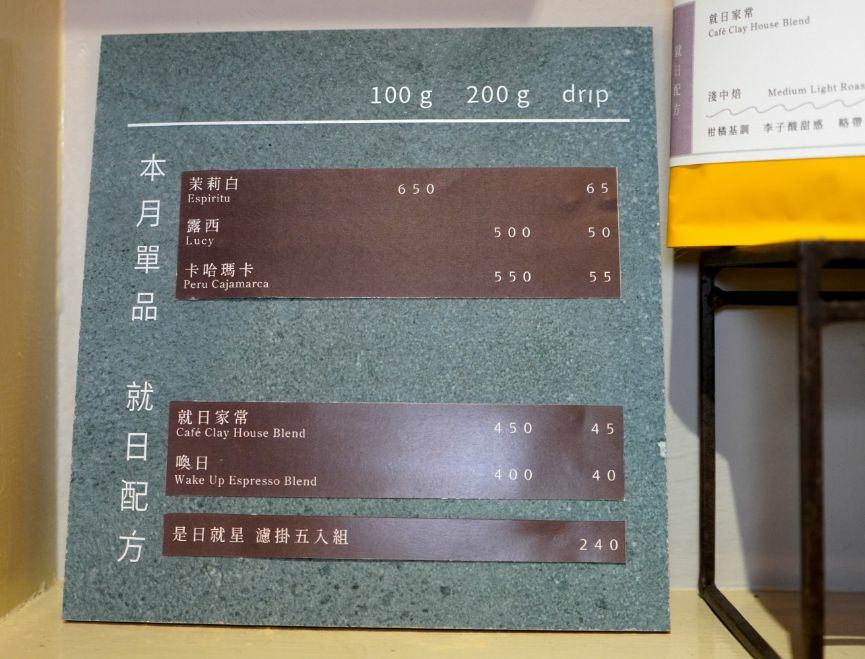 100 g 200 g drip
本月單品
茉莉白 650 65
Espiritu
露西 500 50
Lucy
卡哈瑪卡 550 55
Peru Cajamarca
就日配方
就日家常 450 45
Café Clay House Blend
喚日 400 40
Wake Up Espresso Blend
是日就星 濾掛五入組 240
就日配方
就日家常
Café Clay House Blend
淺中焙 Medium Light Roas
柑橘基調 李子酸甜感 略帶